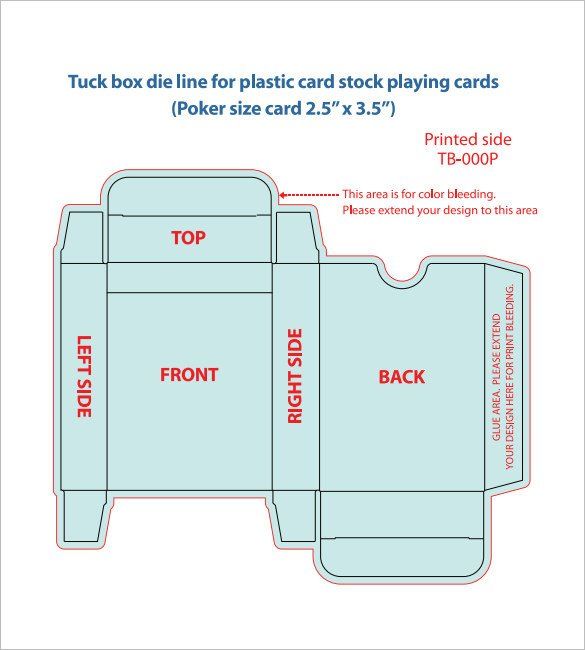 Tuck box die line for plastic card stock playing cards
(Poker size card 2.5” x 3.5”)
Printed side
TB-000P
This area is for color bleeding.
Please extend your design to this area
TOP
LEFT SIDE
FRONT
RIGHT SIDE
BACK
GLUE AREA. PLEASE EXTEND
YOUR DESIGN HERE FOR PRINT BLEEDING.